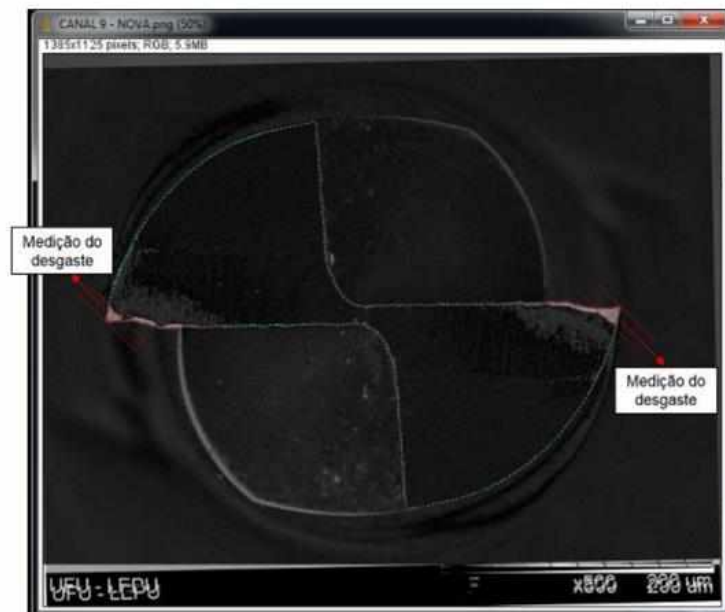 CANAL 9 - NOVA.png (50%)
1385x1125 pixels; RGB; 5.9MB
Medição do
desgaste
Medição do
desgaste
UFU - LEPU x500 200 um